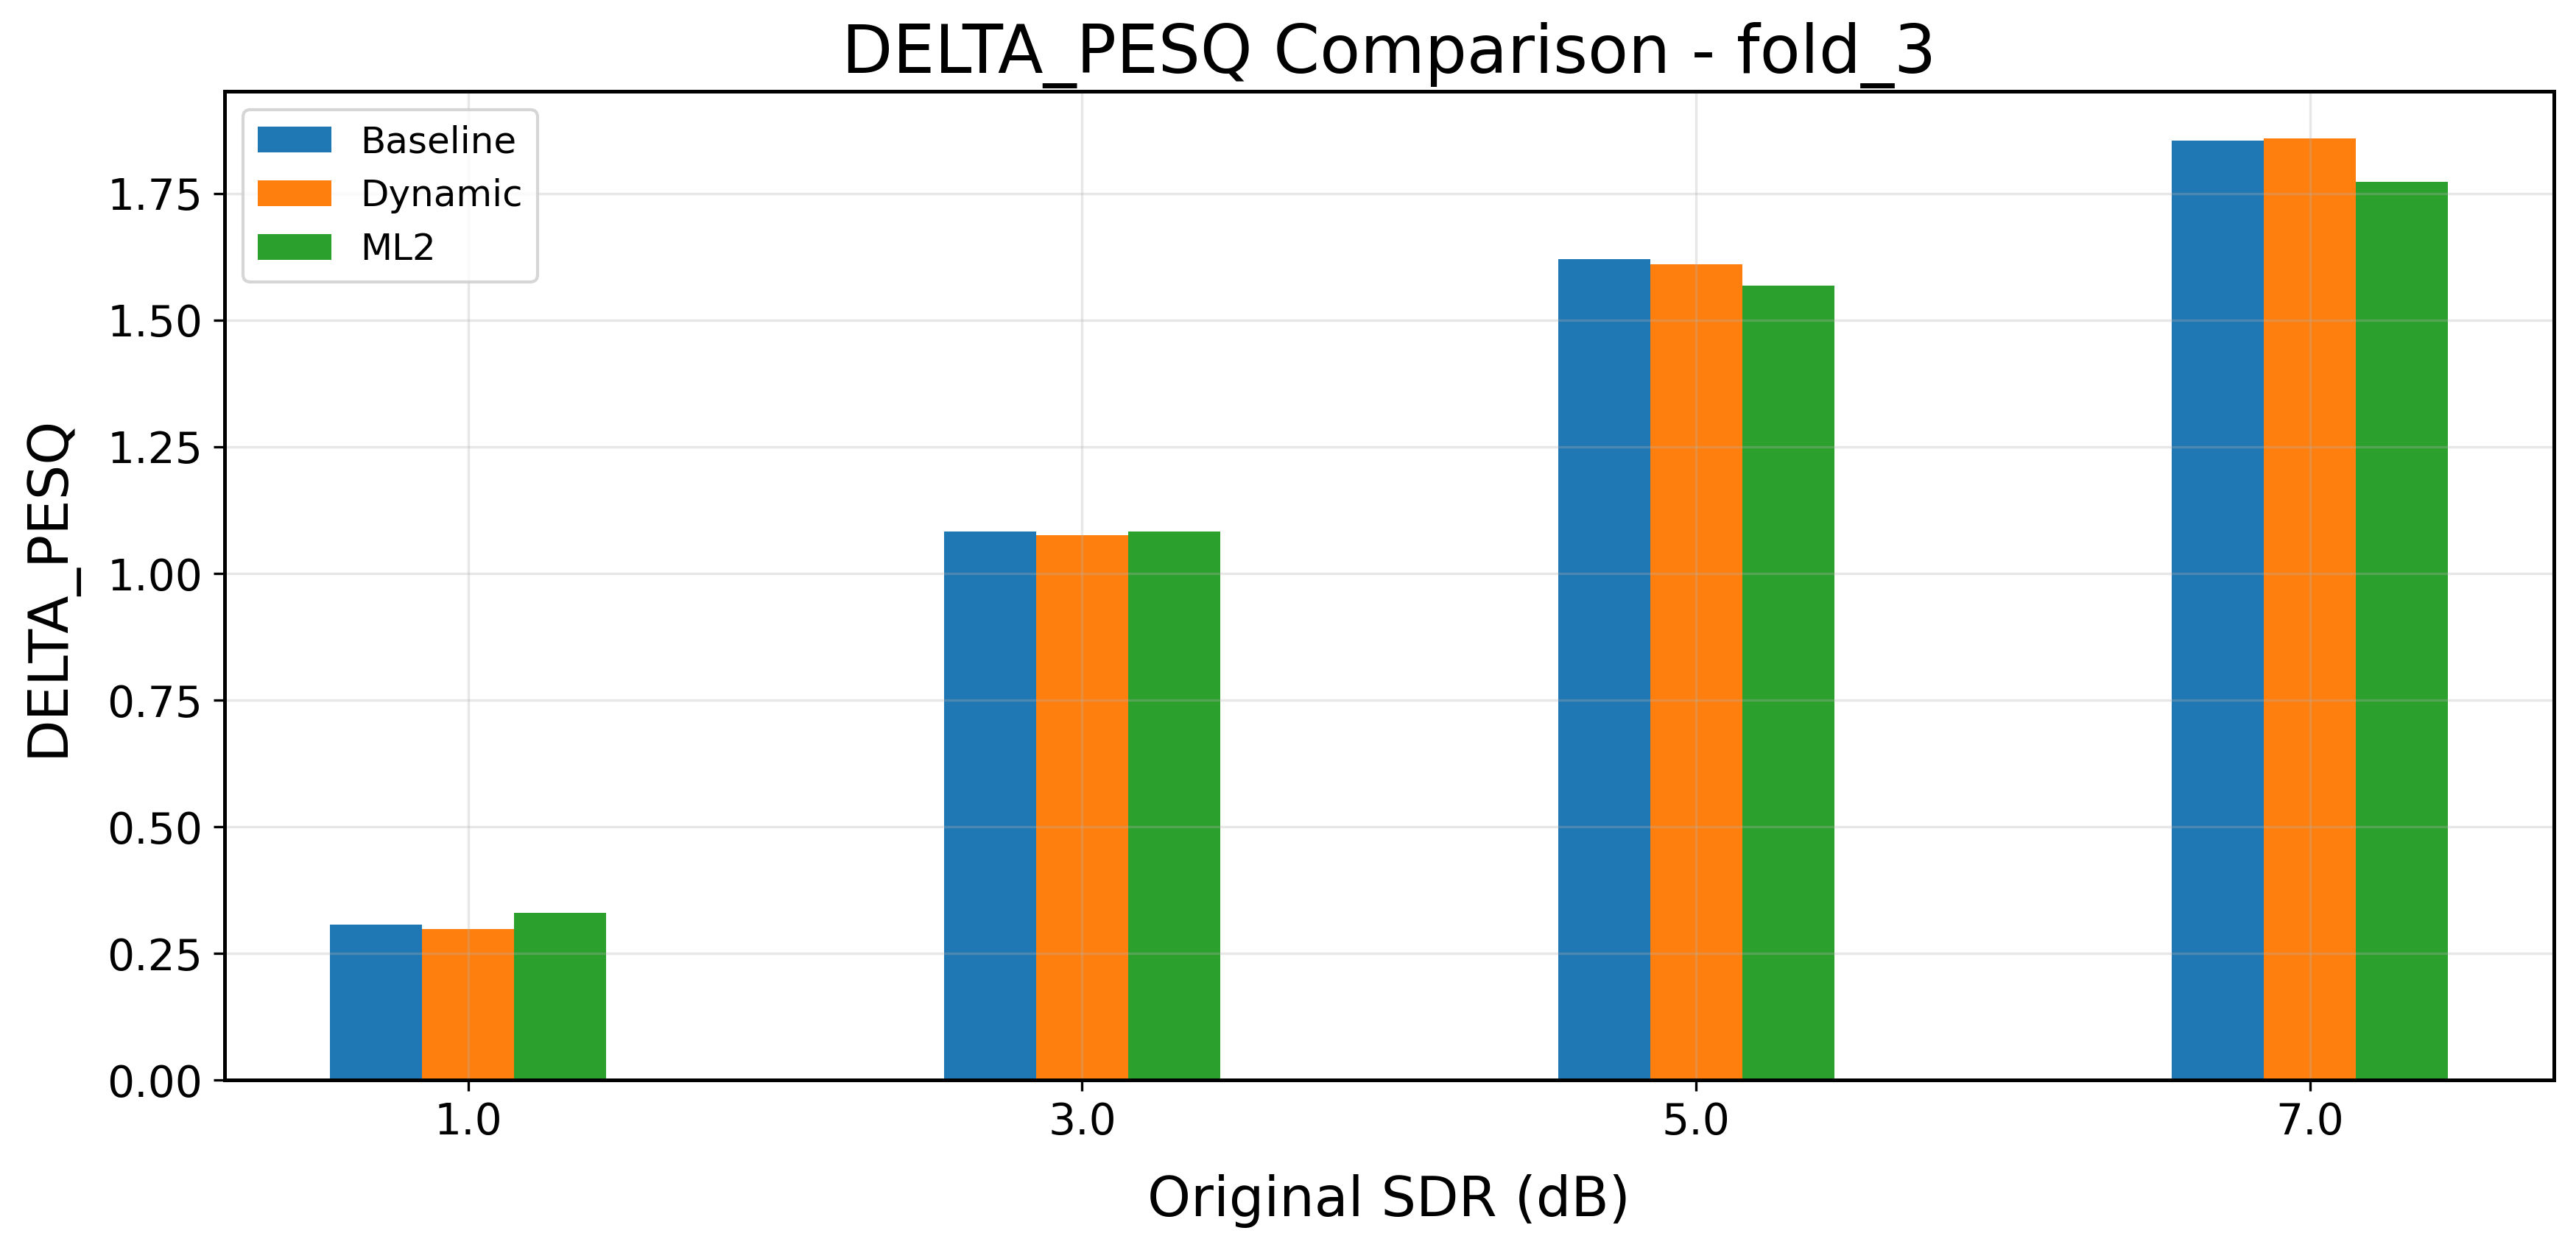 DELTA_PESQ Comparison - fold_3
Baseline
Dynamic
ML2
DELTA_PESQ
1.75
1.50
1.25
1.00
0.75
0.50
0.25
0.00
1.0 3.0 5.0 7.0
Original SDR (dB)